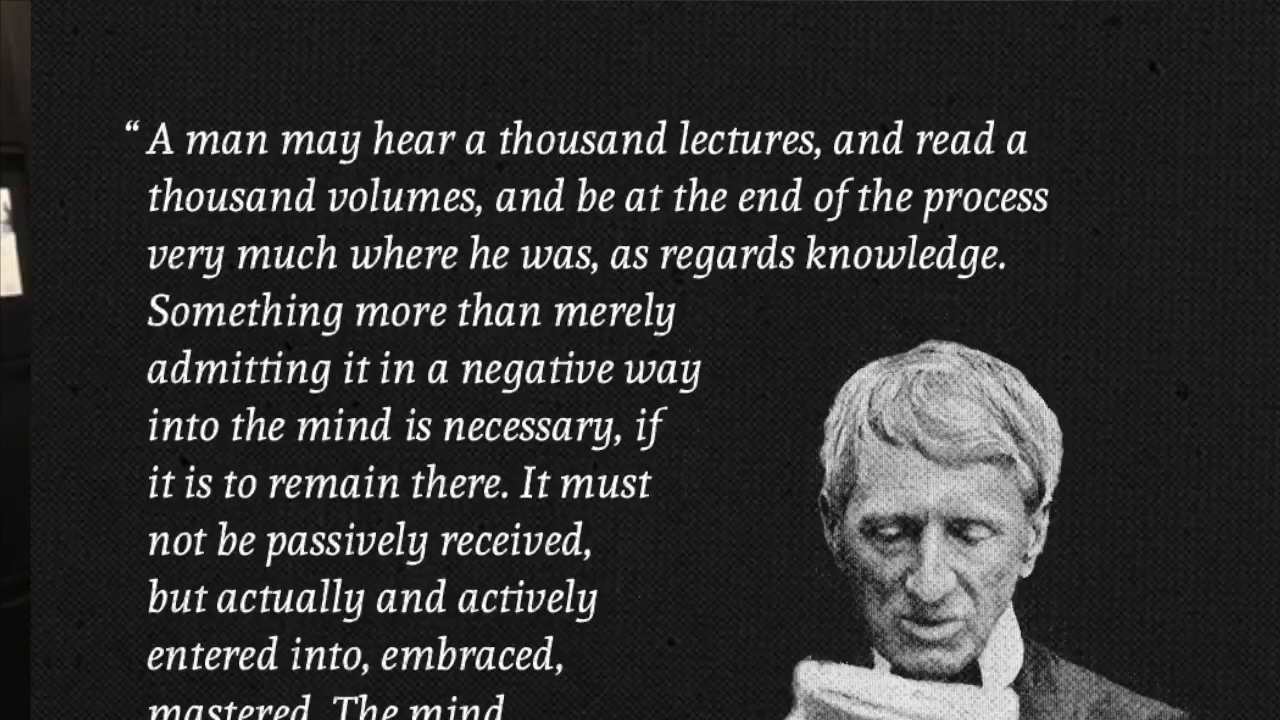 “ A man may hear a thousand lectures, and read a
thousand volumes, and be at the end of the process
very much where he was, as regards knowledge.
Something more than merely
admitting it in a negative way
into the mind is necessary, if
it is to remain there. It must
not be passively received,
but actually and actively
entered into, embraced,
mastered. The mind